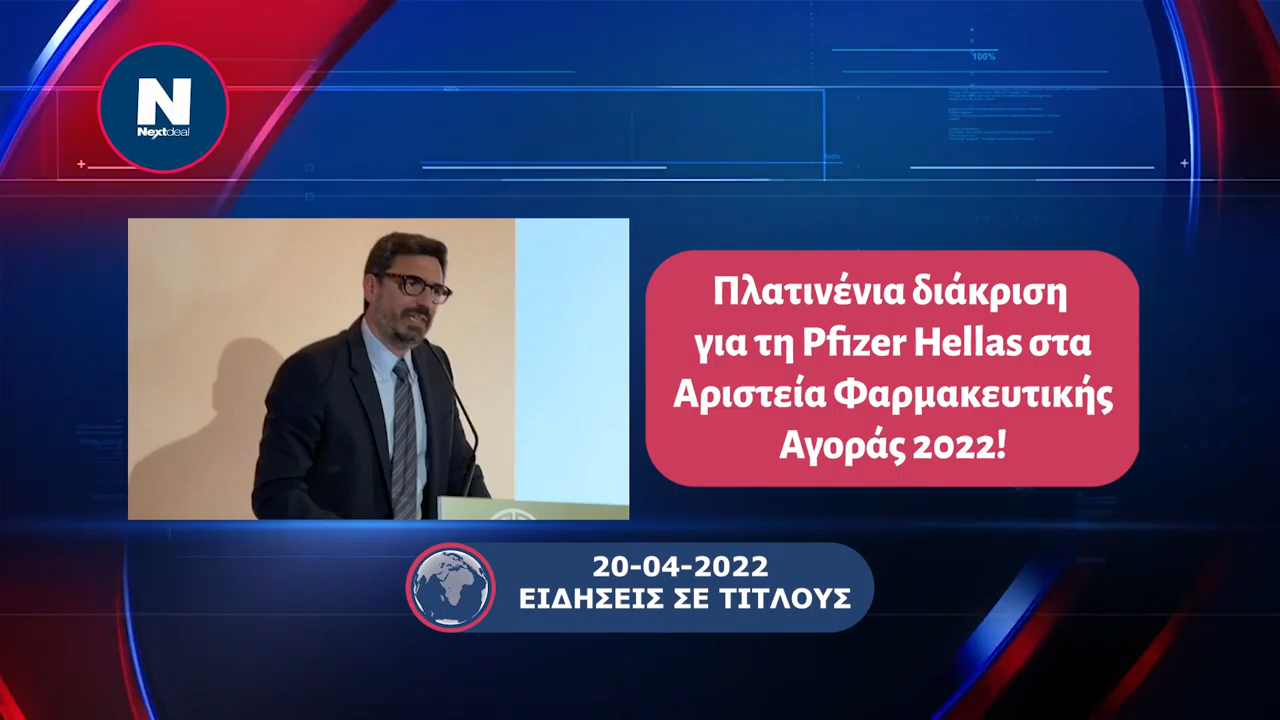 100%
N
Nextdeal
Πλατινένια διάκριση
για τη Pfizer Hellas στα
Αριστεία Φαρμακευτικής
Αγοράς 2022!
20-04-2022
ΕΙΔΗΣΕΙΣ ΣΕ ΤΙΤΛΟΥΣ